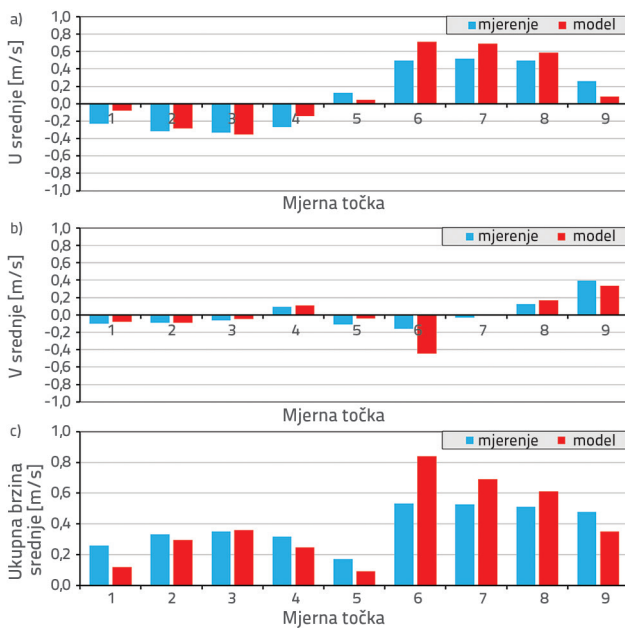 a)
1,0
0,8
0,6
0,4
0,2
0,0
-0,2
-0,4
-0,6
-0,8
-1,0
U srednje [m/s]
mjerenje model
1 2 3 4 5 6 7 8 9
Mjerna točka
b)
1,0
0,8
0,6
0,4
0,2
0,0
-0,2
-0,4
-0,6
-0,8
-1,0
V srednje [m/s]
mjerenje model
1 2 3 4 5 6 7 8 9
Mjerna točka
c)
1,0
0,8
0,6
0,4
0,2
0,0
Ukupna brzina
srednje [m/s]
mjerenje model
1 2 3 4 5 6 7 8 9
Mjerna točka